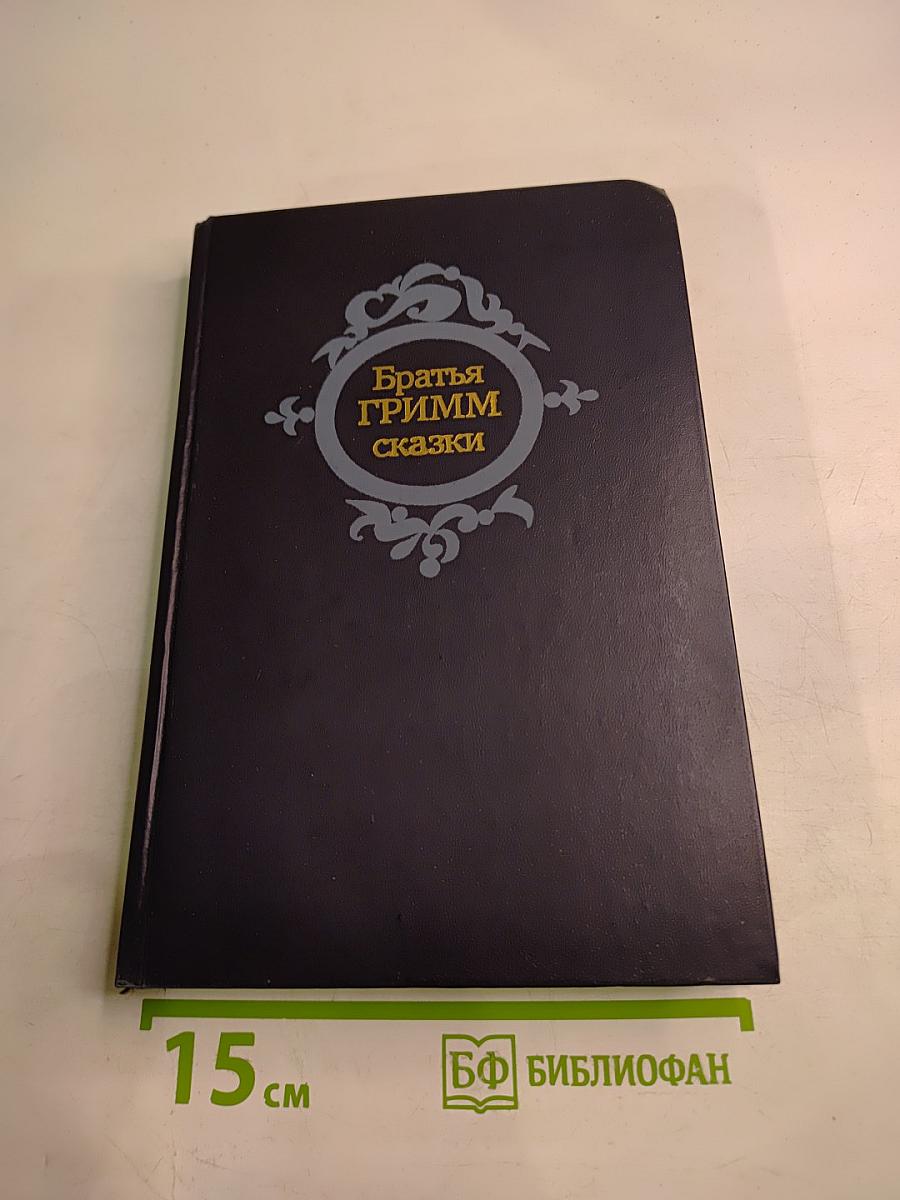 Братья
ГРИММ
сказки
15 см
БФ БИБЛИОФАН